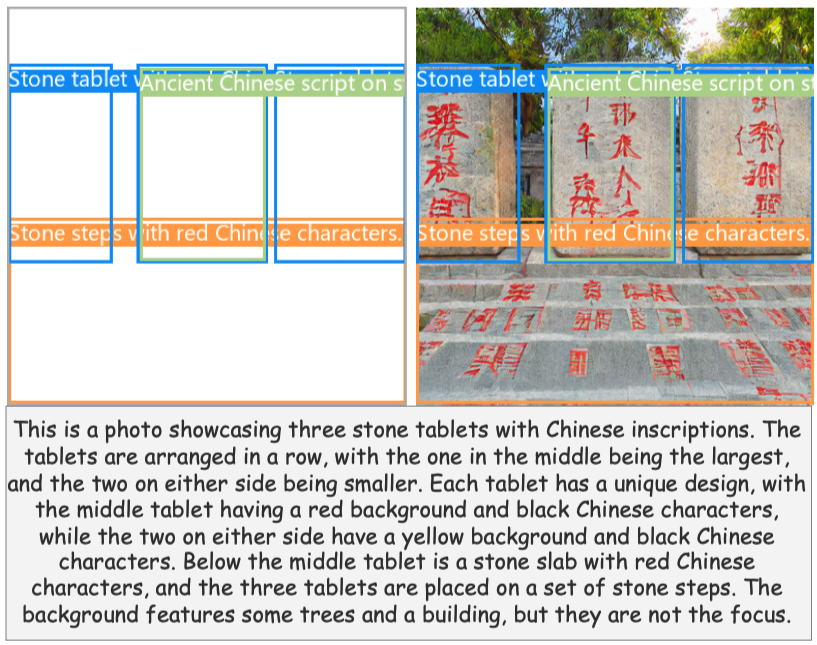 Stone tablet w
Ancient Chinese script on s
Stone steps with red Chinese characters.
Stone tablet w
Ancient Chinese script on st
Stone steps with red Chinese characters.
This is a photo showcasing three stone tablets with Chinese inscriptions. The
tablets are arranged in a row, with the one in the middle being the largest,
and the two on either side being smaller. Each tablet has a unique design, with
the middle tablet having a red background and black Chinese characters,
while the two on either side have a yellow background and black Chinese
characters. Below the middle tablet is a stone slab with red Chinese
characters, and the three tablets are placed on a set of stone steps. The
background features some trees and a building, but they are not the focus.